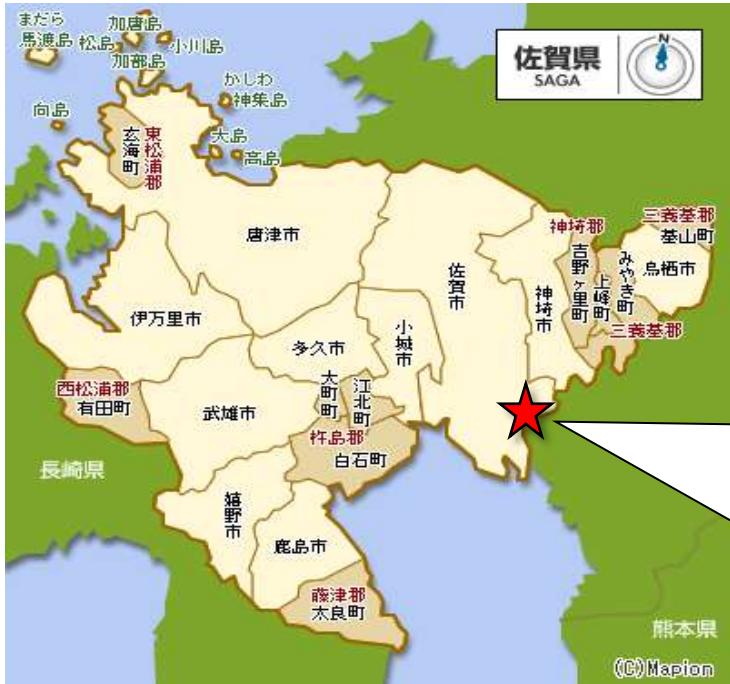 まだら
馬渡島
加唐島
松島
小川島
加部島
佐賀県
SAGA
N
かしわ
神集島
向島
大島
高島
東松浦郡
玄海町
唐津市
神埼郡
三養基郡
基山町
鳥栖市
みやき町
上峰町
吉野ヶ里町
神埼市
佐賀市
三養基郡
伊万里市
多久市
小城市
大町町
江北町
西松浦郡
有田町
武雄市
杵島郡
白石町
長崎県
嬉野市
鹿島市
藤津郡
太良町
熊本県
(C)Mapion